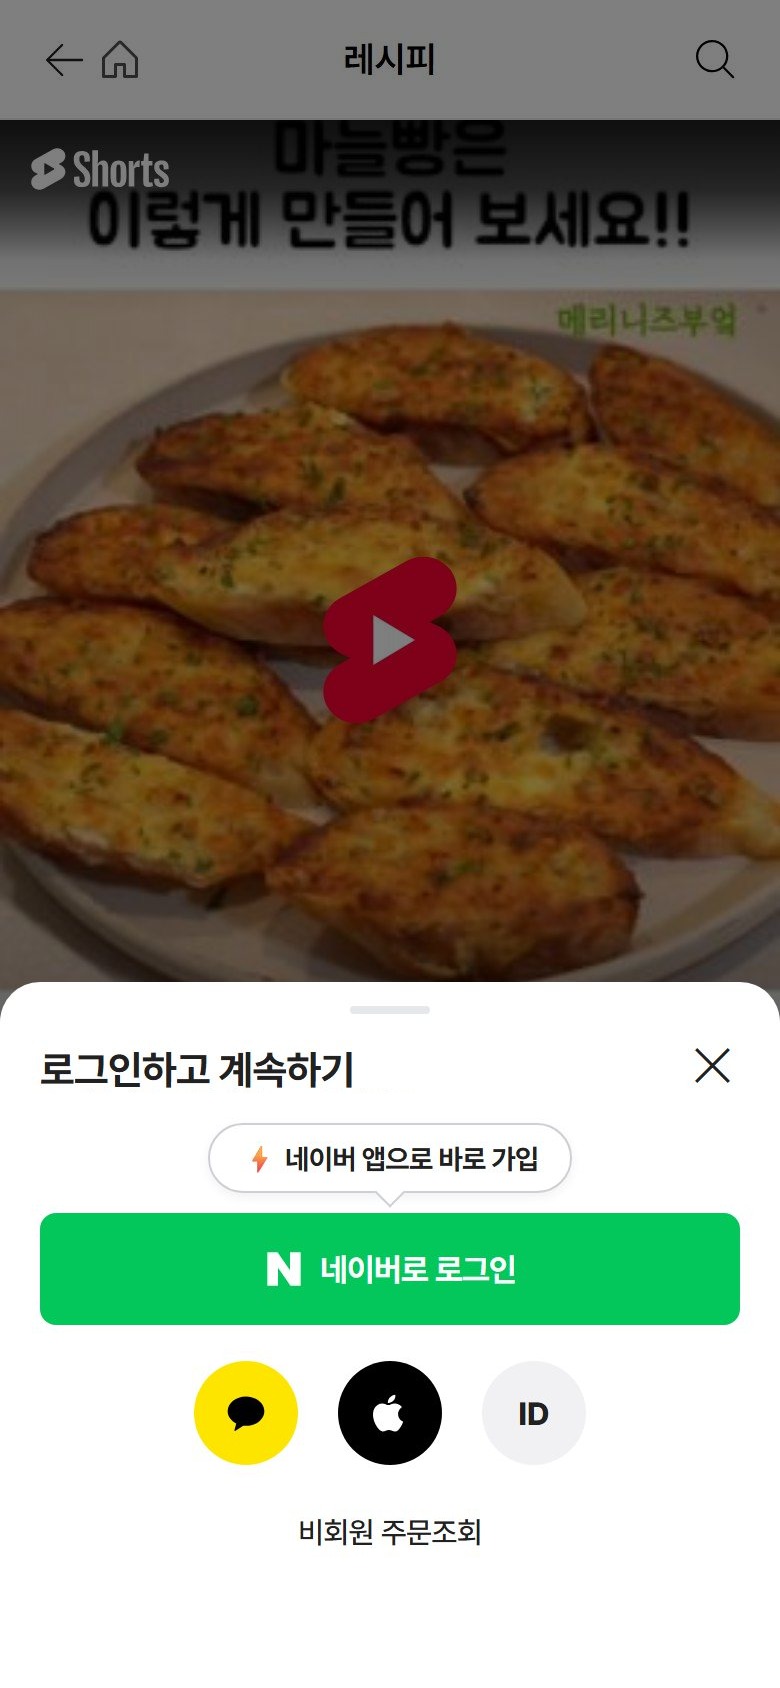 레시피
Shorts
마늘빵은
이렇게 만들어 보세요!!
메리니즈부엌
로그인하고 계속하기
네이버 앱으로 바로 가입
N 네이버로 로그인
ID
비회원 주문조회